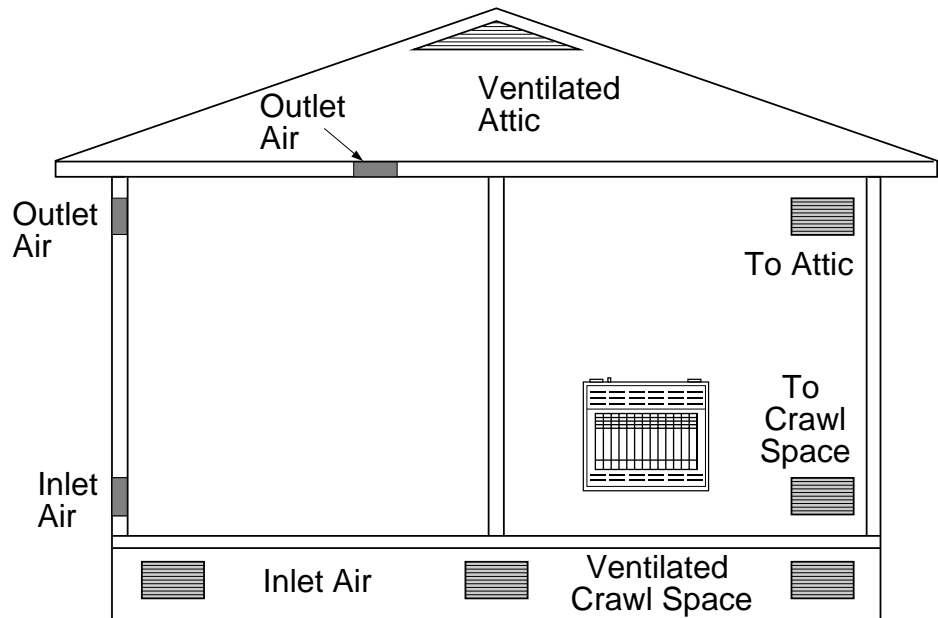 Ventilated
Attic
Outlet
Air
Outlet
Air
To Attic
To
Crawl
Space
Inlet
Air
Inlet Air
Ventilated
Crawl Space